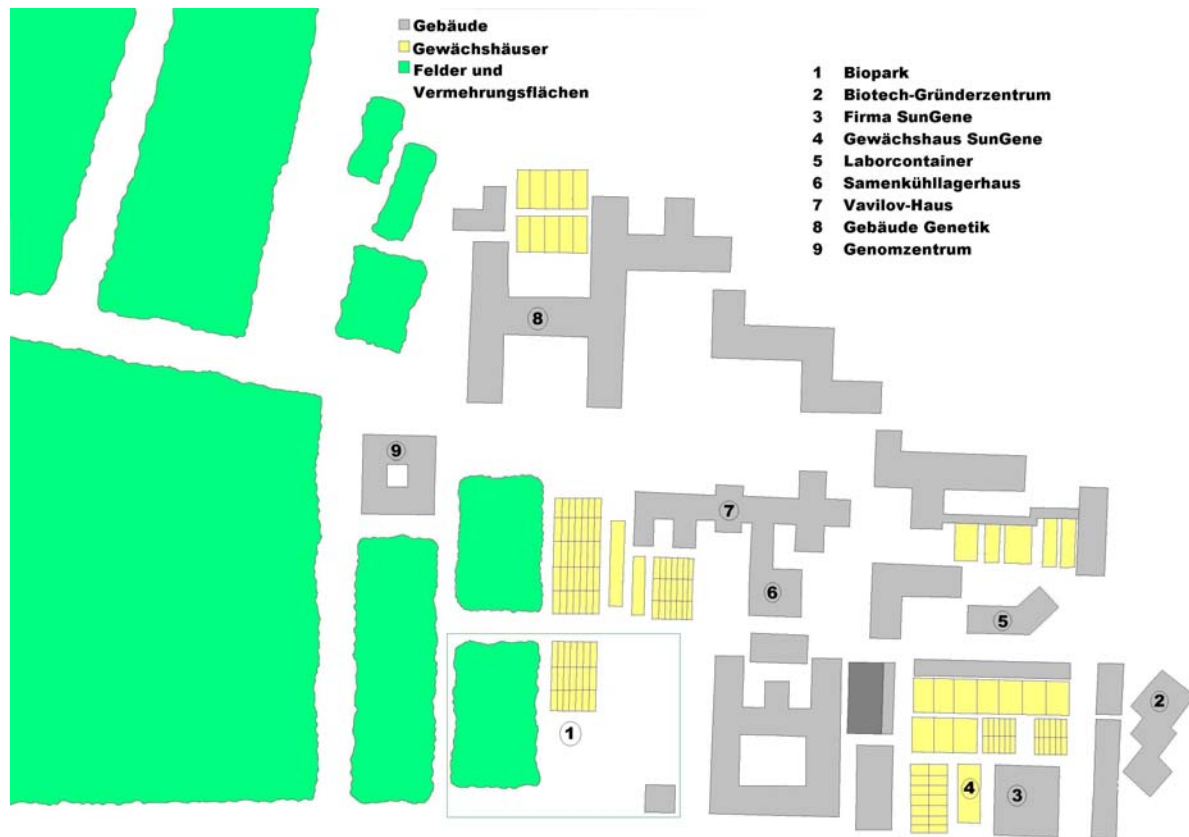 Gebäude
Gewächshäuser
Felder und
Vermehrungsflächen
1 Biopark
2 Biotech-Gründerzentrum
3 Firma SunGene
4 Gewächshaus SunGene
5 Laborcontainer
6 Samenkühllagerhaus
7 Vavilov-Haus
8 Gebäude Genetik
9 Genomzentrum
8
9
7
6
5
2
1
4
3